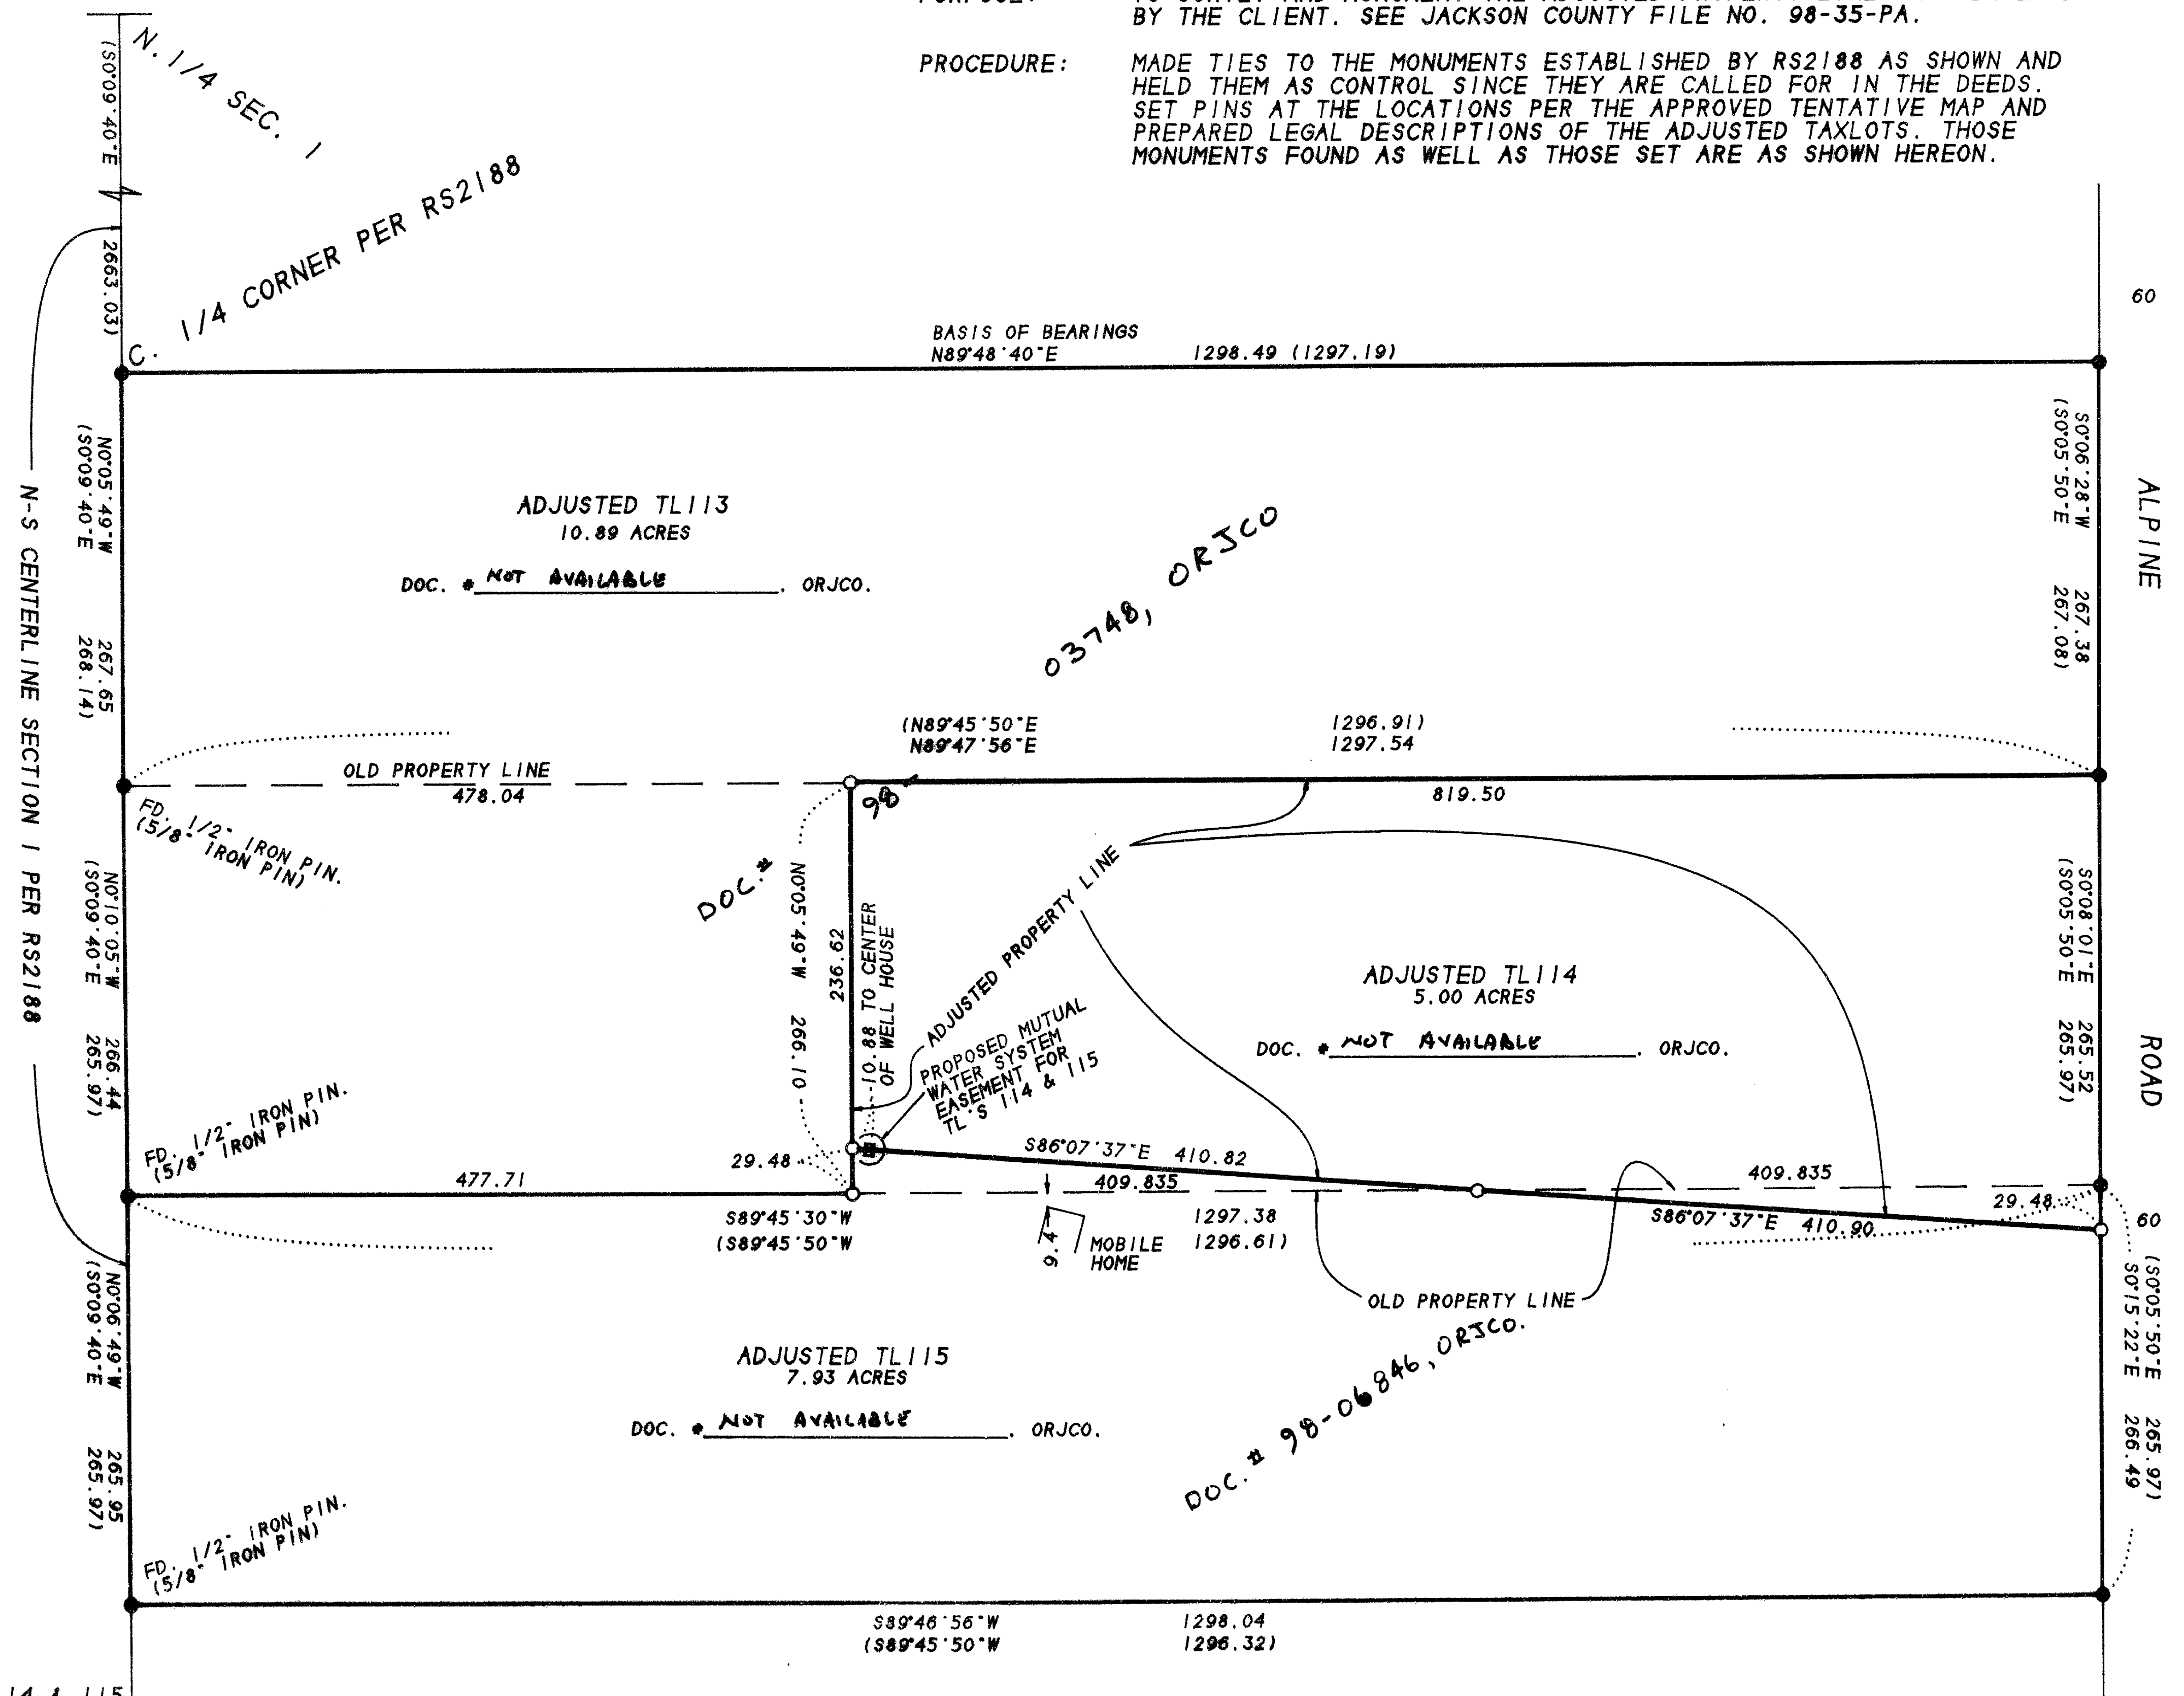 BY THE CLIENT. SEE JACKSON COUNTY FILE NO. 98-35-PA.
PROCEDURE: MADE TIES TO THE MONUMENTS ESTABLISHED BY RS2188 AS SHOWN AND
HELD THEM AS CONTROL SINCE THEY ARE CALLED FOR IN THE DEEDS.
SET PINS AT THE LOCATIONS PER THE APPROVED TENTATIVE MAP AND
PREPARED LEGAL DESCRIPTIONS OF THE ADJUSTED TAXLOTS. THOSE
MONUMENTS FOUND AS WELL AS THOSE SET ARE AS SHOWN HEREON.
N. 1/4 SEC. 1
(S0°09'40"E 2663.03)
C. 1/4 CORNER PER RS2188
60
BASIS OF BEARINGS
N89°48'40"E 1298.49 (1297.19)
N0°05'49"W 267.65
(S0°09'40"E 268.14)
S0°06'28"W 267.38
(S0°05'50"E 267.08)
ALPINE ROAD
N-S CENTERLINE SECTION 1 PER RS2188
ADJUSTED TL113
10.89 ACRES
DOC. # NOT AVAILABLE . ORJCO.
DOC.# 98-03748, ORJCO
(N89°45'50"E 1296.91)
N89°47'56"E 1297.54
OLD PROPERTY LINE
478.04
819.50
FD. 1/2" IRON PIN.
(5/8" IRON PIN)
N0°10'05"W 266.44
(S0°09'40"E 265.97)
N0°05'49"W 266.10
236.62
10.88 TO CENTER
OF WELL HOUSE
ADJUSTED PROPERTY LINE
PROPOSED MUTUAL
WATER SYSTEM
EASEMENT FOR
TL'S 114 & 115
ADJUSTED TL114
5.00 ACRES
DOC. # NOT AVAILABLE . ORJCO.
S0°08'01"E 265.52
(S0°05'50"E 265.97)
FD. 1/2" IRON PIN.
(5/8" IRON PIN)
29.48
S86°07'37"E 410.82
477.71
409.835
409.835
29.48
S86°07'37"E 410.90
60
S89°45'30"W 1297.38
(S89°45'50"W 1296.61)
9.4
MOBILE
HOME
OLD PROPERTY LINE
N0°06'49"W 265.95
(S0°09'40"E 265.97)
(S0°05'50"E 265.97)
S0°15'22"E 266.49
ADJUSTED TL115
7.93 ACRES
DOC. # NOT AVAILABLE . ORJCO.
DOC.# 98-06846, ORJCO.
FD. 1/2" IRON PIN.
(5/8" IRON PIN)
S89°46'56"W 1298.04
(S89°45'50"W 1296.32)